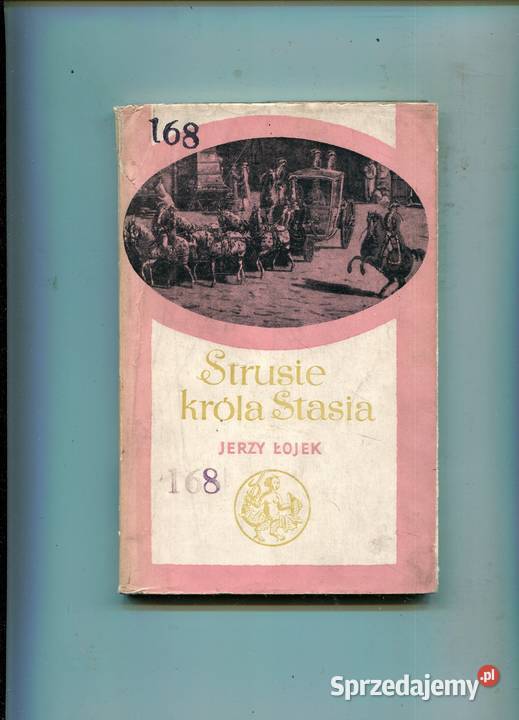 168
Strusie
króla Stasia
JERZY ŁOJEK
168
Sprzedajemy.pl